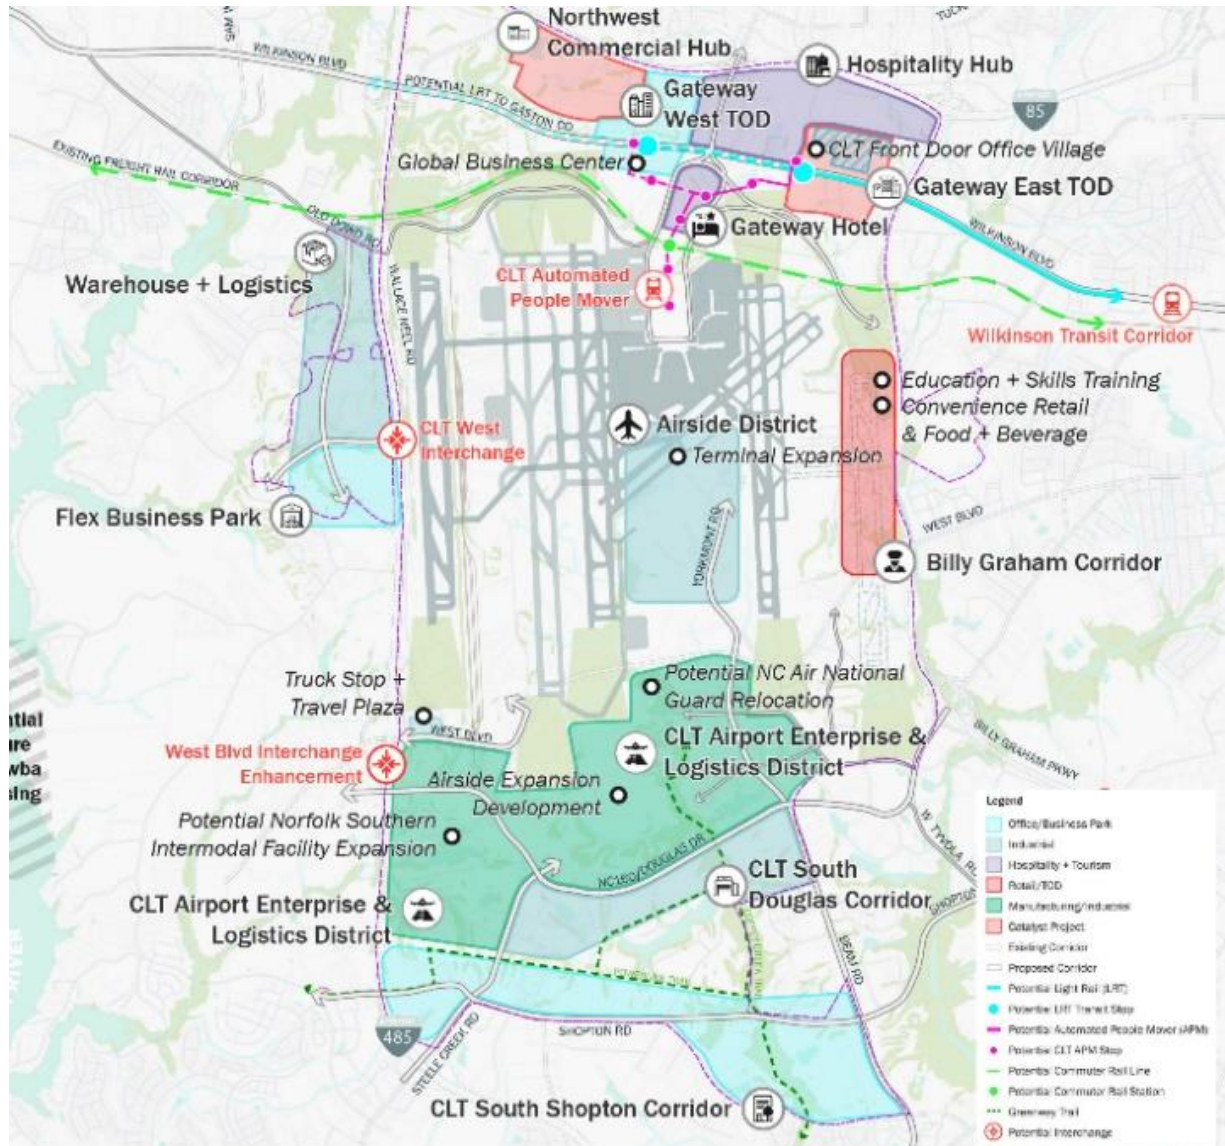 Northwest
Commercial Hub
Hospitality Hub
WILKINSON BLVD
POTENTIAL LRT TO GASTON CO.
Gateway
West TOD
85
EXISTING FREIGHT RAIL CORRIDOR
Global Business Center
CLT Front Door Office Village
Gateway East TOD
OLD DOWD RD
Gateway Hotel
WILKINSON BLVD
Warehouse + Logistics
CLT Automated
People Mover
WALLACE NEEL RD
Wilkinson Transit Corridor
Education + Skills Training
Convenience Retail
& Food + Beverage
CLT West
Interchange
Airside District
Terminal Expansion
Flex Business Park
YORKMONT RD
WEST BLVD
Billy Graham Corridor
Truck Stop +
Travel Plaza
Potential NC Air National
Guard Relocation
WEST BLVD
West Blvd Interchange
Enhancement
CLT Airport Enterprise &
Logistics District
BILLY GRAHAM PKWY
Airside Expansion
Development
Potential Norfolk Southern
Intermodal Facility Expansion
NC160/DOUGLAS DR
W. TYVOLA RD
CLT South
Douglas Corridor
CLT Airport Enterprise &
Logistics District
BEAM RD
SHOPTON
485
STEELE CREEK RD
SHOPTON RD
CLT South Shopton Corridor
Legend
Office/Business Park
Industrial
Hospitality + Tourism
Retail/TOD
Manufacturing/Industrial
Catalyst Project
Existing Corridor
Proposed Corridor
Potential Light Rail (LRT)
Potential LRT Transit Stop
Potential Automated People Mover (APM)
Potential CLT APM Stop
Potential Commuter Rail Line
Potential Commuter Rail Station
Greenway Trail
Potential Interchange